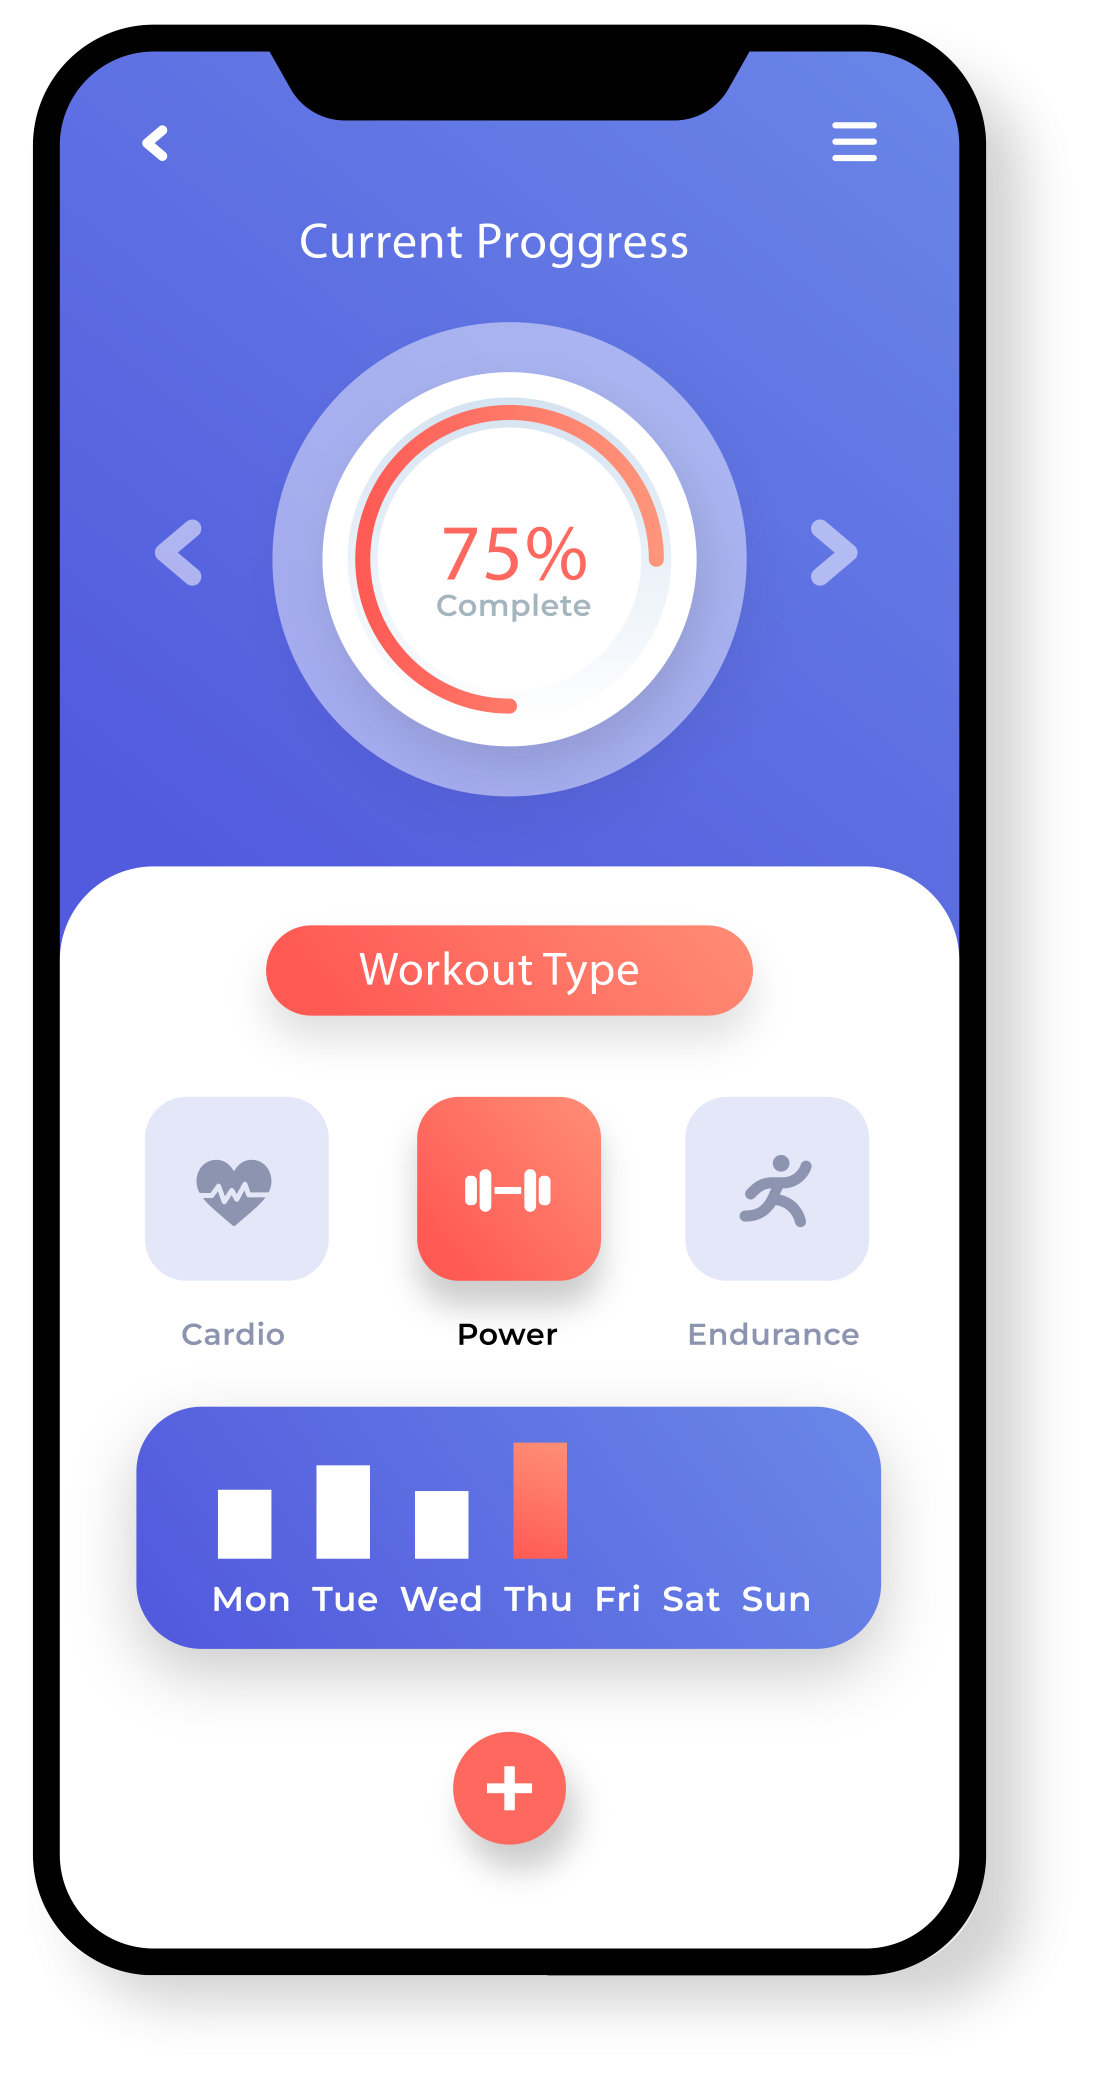 Current Proggress
75%
Complete
Workout Type
Cardio Power Endurance
Mon Tue Wed Thu Fri Sat Sun